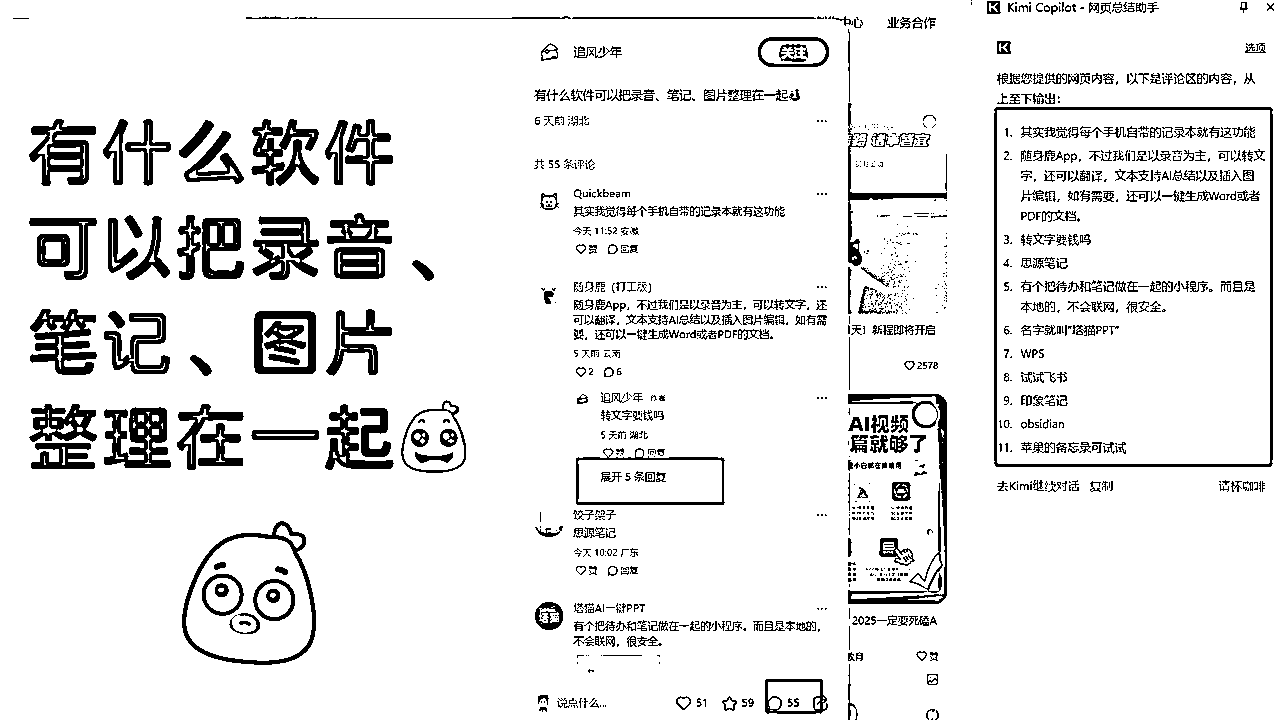 有什么软件
可以把录音、
笔记、图片
整理在一起
追风少年
关注
有什么软件可以把录音、笔记、图片整理在一起
6 天前 湖北
共 55 条评论
Quickbeam
其实我觉得每个手机自带的记录本就有这功能
今天 11:52 安徽
赞 回复
随身鹿（打工版）
随身鹿App，不过我们是以录音为主，可以转文字，还
可以翻译，文本支持AI总结以及插入图片编辑，如有需
要，还可以一键生成Word或者PDF的文档。
5 天前 云南
2 6
追风少年 作者
转文字要钱吗
5 天前 湖北
赞 回复
展开 5 条回复
饺子架子
思源笔记
今天 10:02 广东
赞 回复
塔猫AI一键PPT
有个把待办和笔记做在一起的小程序。而且是本地的，
不会联网，很安全。
说点什么...
51 59 55
中心 业务合作
天）新程即将开启
2578
AI视频
篇就够了
2025一定要死磕A
赞
Kimi Copilot - 网页总结助手
选项
根据您提供的网页内容，以下是评论区的内容，从
上至下输出：
1. 其实我觉得每个手机自带的记录本就有这功能
2. 随身鹿App，不过我们是以录音为主，可以转文
字，还可以翻译，文本支持AI总结以及插入图
片编辑，如有需要，还可以一键生成Word或者
PDF的文档。
3. 转文字要钱吗
4. 思源笔记
5. 有个把待办和笔记做在一起的小程序。而且是
本地的，不会联网，很安全。
6. 名字就叫“塔猫PPT”
7. WPS
8. 试试飞书
9. 印象笔记
10. obsidian
11. 苹果的备忘录可试试
去Kimi继续对话 复制
请杯咖啡